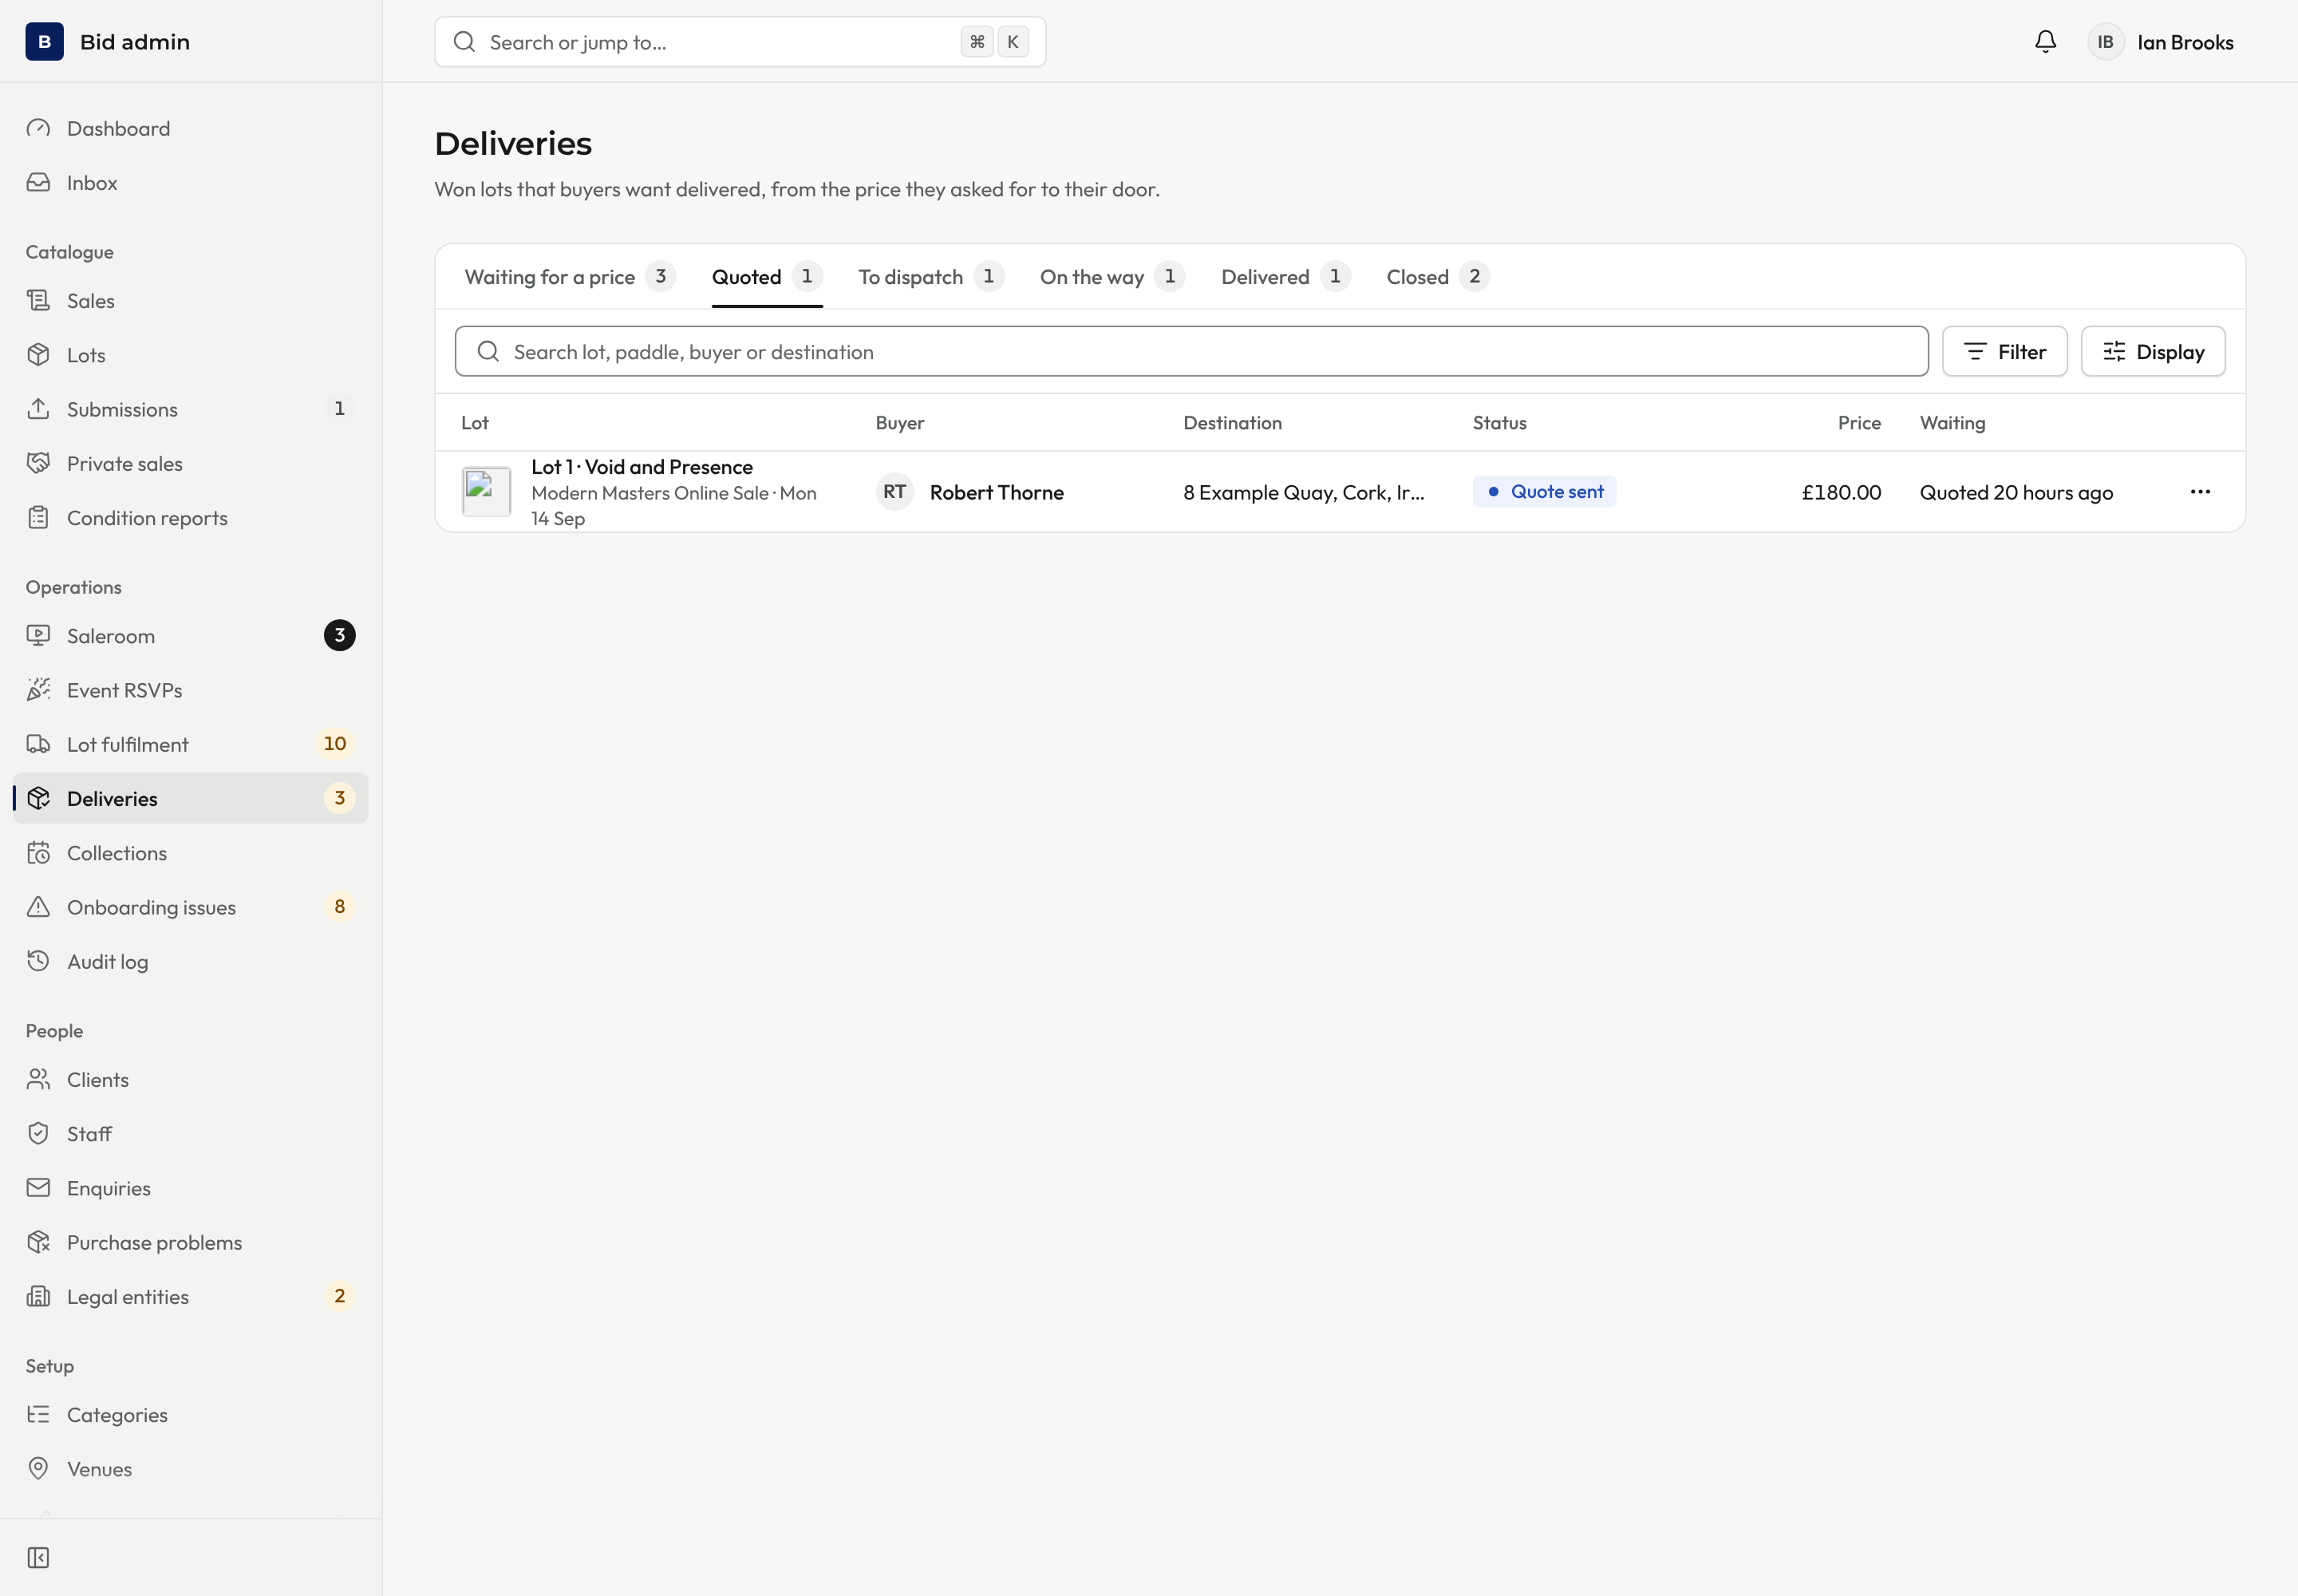 B Bid admin
Search or jump to...
⌘ K
IB Ian Brooks
Dashboard
Inbox
Catalogue
Sales
Lots
Submissions 1
Private sales
Condition reports
Operations
Saleroom 3
Event RSVPs
Lot fulfilment 10
Deliveries 3
Collections
Onboarding issues 8
Audit log
People
Clients
Staff
Enquiries
Purchase problems
Legal entities 2
Setup
Categories
Venues
Deliveries
Won lots that buyers want delivered, from the price they asked for to their door.
Waiting for a price 3 Quoted 1 To dispatch 1 On the way 1 Delivered 1 Closed 2
Search lot, paddle, buyer or destination
Filter
Display
Lot Buyer Destination Status Price Waiting
Lot 1 · Void and Presence
Modern Masters Online Sale · Mon
14 Sep
RT Robert Thorne
8 Example Quay, Cork, Ir...
Quote sent
£180.00
Quoted 20 hours ago